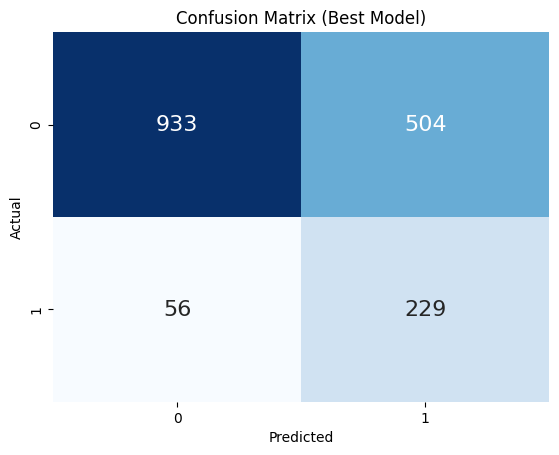 Confusion Matrix (Best Model)
0
933
504
Actual
1
56
229
0
1
Predicted